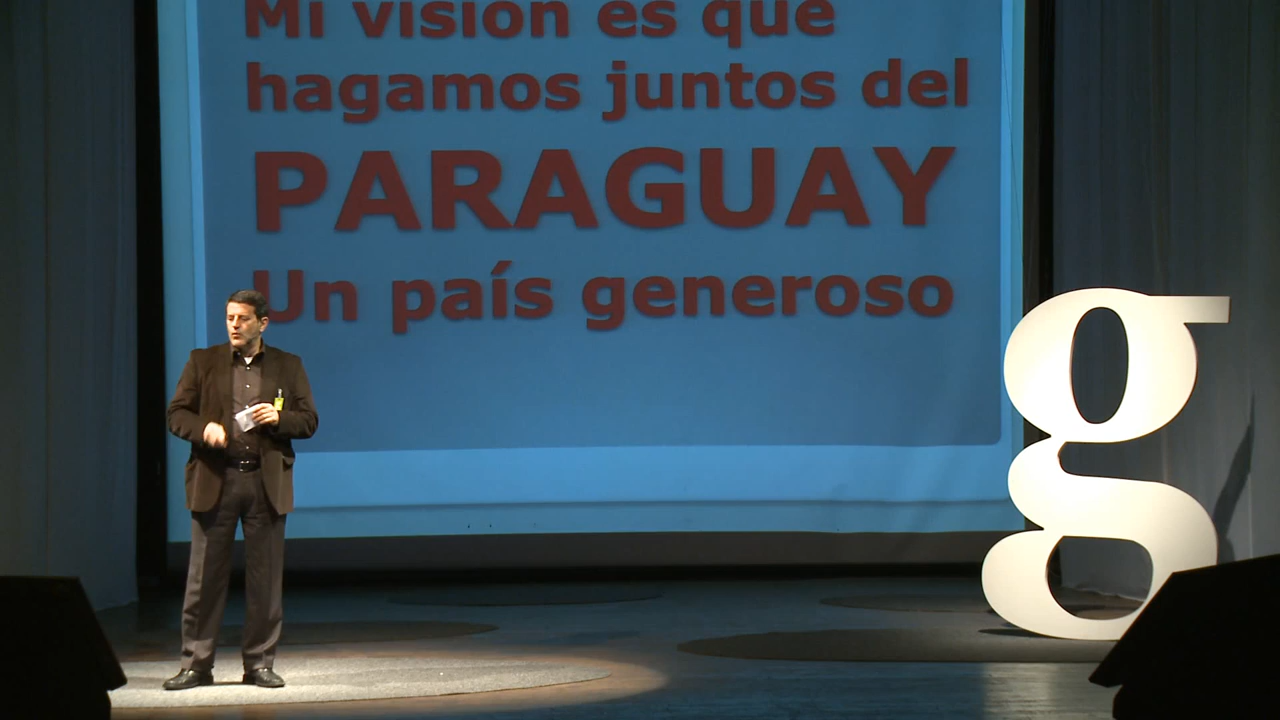 Mi visión es que
hagamos juntos del
PARAGUAY
Un país generoso
g